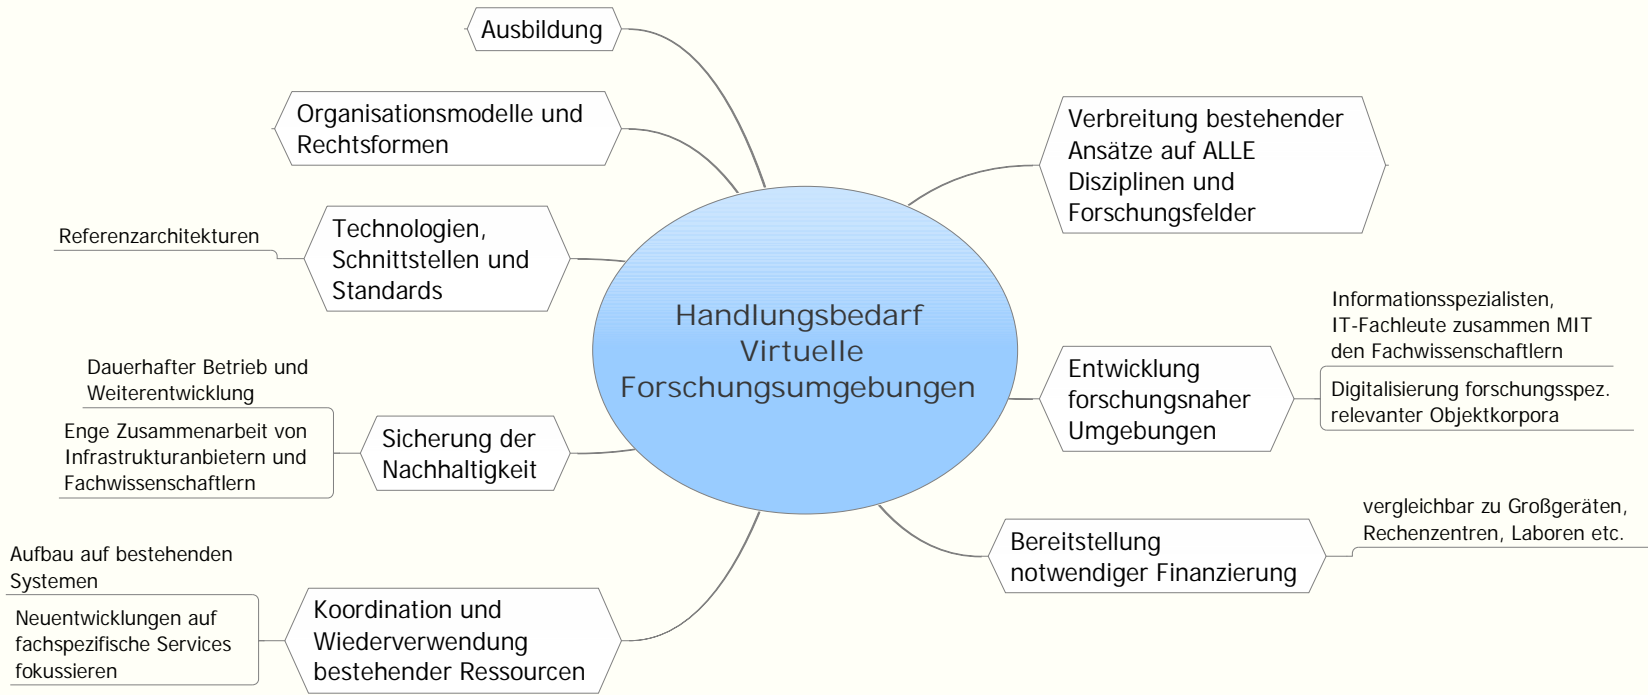 Handlungsbedarf
Virtuelle
Forschungsumgebungen
Verbreitung bestehender
Ansätze auf ALLE
Disziplinen und
Forschungsfelder
Entwicklung
forschungsnaher
Umgebungen
Informationsspezialisten,
IT-Fachleute zusammen MIT
den Fachwissenschaftlern
Digitalisierung forschungsspez.
relevanter Objektkorpora
Bereitstellung
notwendiger Finanzierung
vergleichbar zu Großgeräten,
Rechenzentren, Laboren etc.
Koordination und
Wiederverwendung
bestehender Ressourcen
Aufbau auf bestehenden
Systemen
Neuentwicklungen auf
fachspezifische Services
fokussieren
Sicherung der
Nachhaltigkeit
Dauerhafter Betrieb und
Weiterentwicklung
Enge Zusammenarbeit von
Infrastrukturanbietern und
Fachwissenschaftlern
Technologien,
Schnittstellen und
Standards
Referenzarchitekturen
Organisationsmodelle und
Rechtsformen
Ausbildung